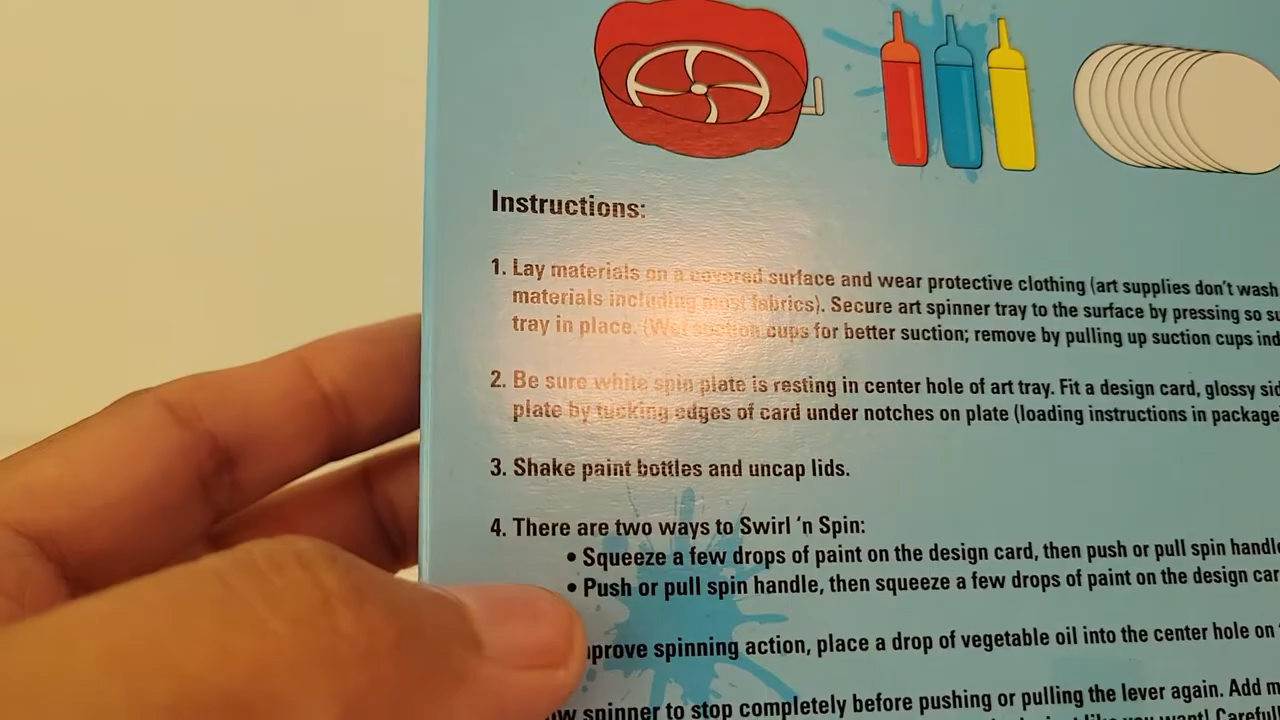 Instructions:
1. Lay materials on a covered surface and wear protective clothing (art supplies don't wash
materials including most fabrics). Secure art spinner tray to the surface by pressing so su
tray in place. (Wet suction cups for better suction; remove by pulling up suction cups ind
2. Be sure white spin plate is resting in center hole of art tray. Fit a design card, glossy sid
plate by tucking edges of card under notches on plate (loading instructions in package
3. Shake paint bottles and uncap lids.
4. There are two ways to Swirl 'n Spin:
• Squeeze a few drops of paint on the design card, then push or pull spin handle
• Push or pull spin handle, then squeeze a few drops of paint on the design car
prove spinning action, place a drop of vegetable oil into the center hole on
w spinner to stop completely before pushing or pulling the lever again. Add m
just like you want! Carefull